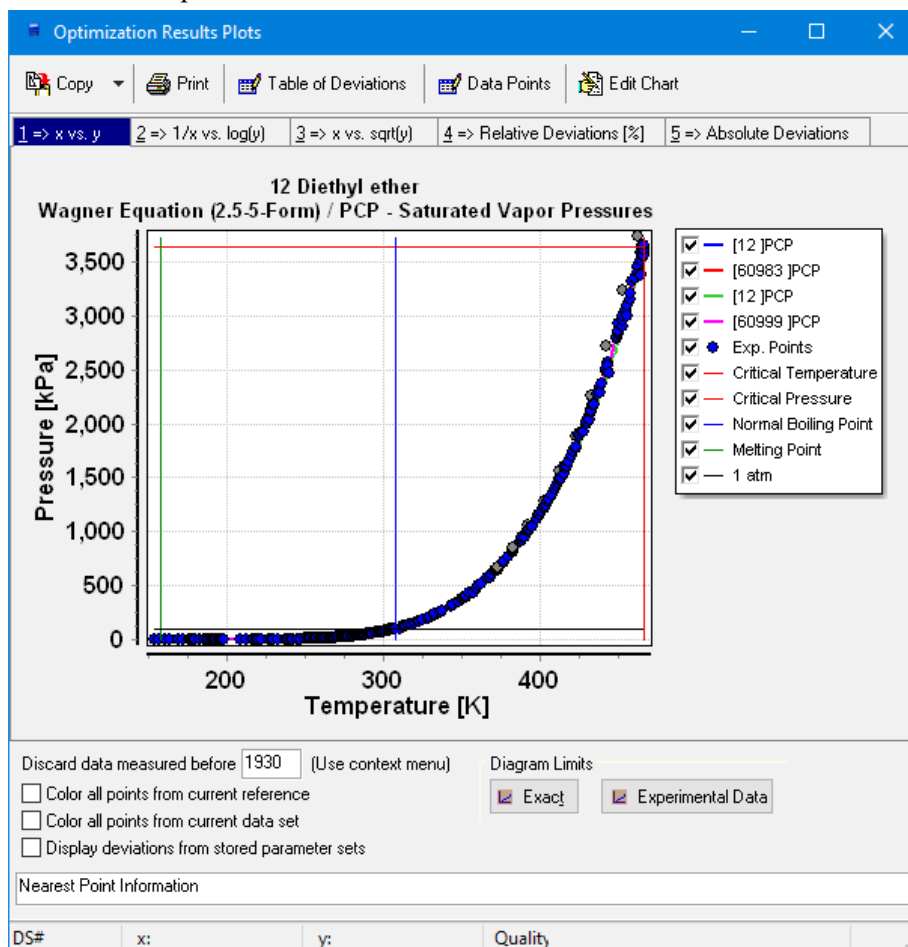 Optimization Results Plots
Copy Print Table of Deviations Data Points Edit Chart
1 => x vs. y 2 => 1/x vs. log(y) 3 => x vs. sqrt(y) 4 => Relative Deviations [%] 5 => Absolute Deviations
12 Diethyl ether
Wagner Equation (2.5-5-Form) / PCP - Saturated Vapor Pressures
3,500
3,000
2,500
2,000
1,500
1,000
500
0
Pressure [kPa]
200 300 400
Temperature [K]
[12 ]PCP
[60983 ]PCP
[12 ]PCP
[60999 ]PCP
Exp. Points
Critical Temperature
Critical Pressure
Normal Boiling Point
Melting Point
1 atm
Discard data measured before 1930 (Use context menu)
Color all points from current reference
Color all points from current data set
Display deviations from stored parameter sets
Diagram Limits
Exact Experimental Data
Nearest Point Information
DS# x: y: Quality